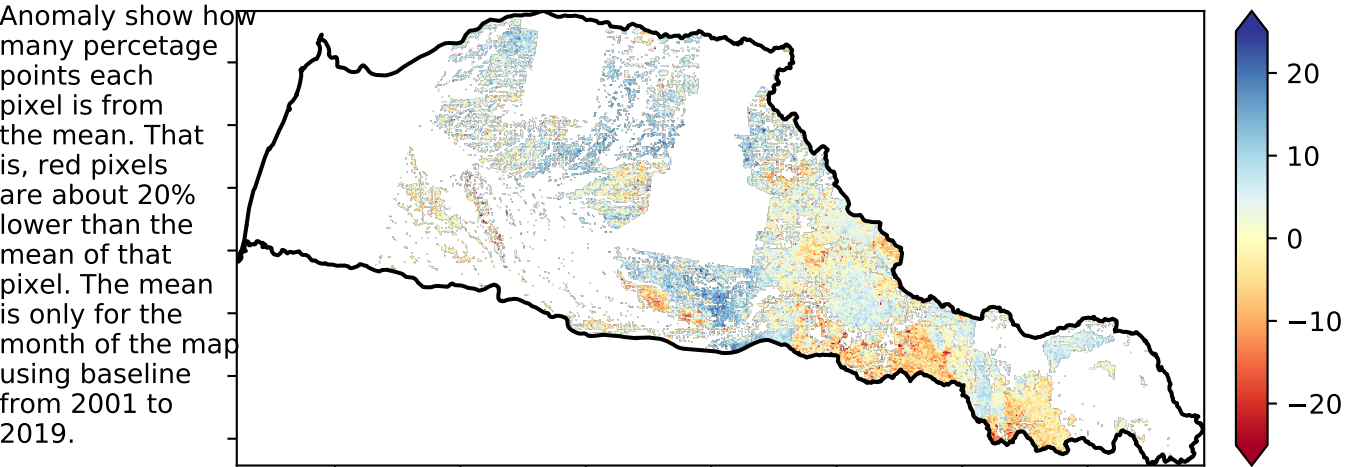 Anomaly show how
many percetage
points each
pixel is from
the mean. That
is, red pixels
are about 20%
lower than the
mean of that
pixel. The mean
is only for the
month of the map
using baseline
from 2001 to
2019.
20
10
0
−10
−20